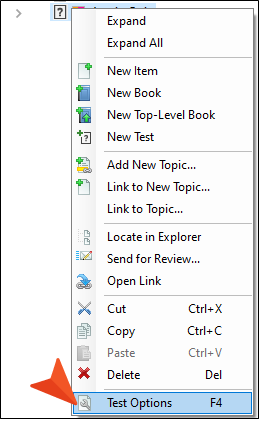 Expand
Expand All
New Item
New Book
New Top-Level Book
New Test
Add New Topic...
Link to New Topic...
Link to Topic...
Locate in Explorer
Send for Review...
Open Link
Cut Ctrl+X
Copy Ctrl+C
Paste Ctrl+V
Delete Del
Test Options F4